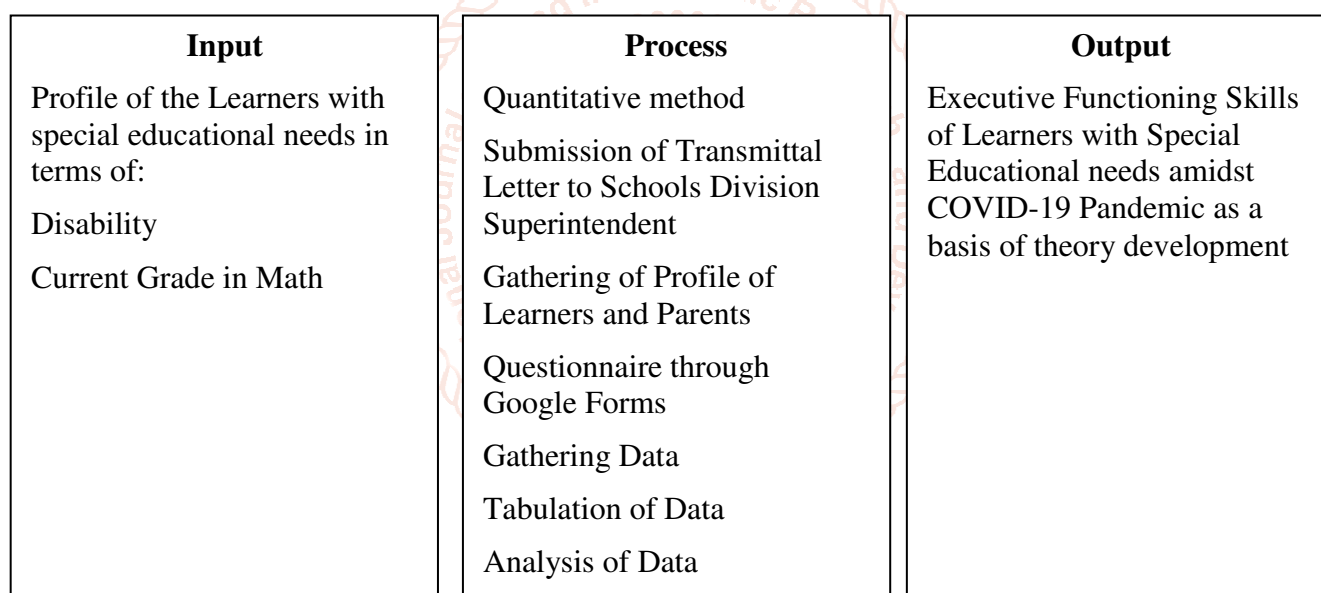 Input
Profile of the Learners with
special educational needs in
terms of:
Disability
Current Grade in Math
Process
Quantitative method
Submission of Transmittal
Letter to Schools Division
Superintendent
Gathering of Profile of
Learners and Parents
Questionnaire through
Google Forms
Gathering Data
Tabulation of Data
Analysis of Data
Output
Executive Functioning Skills
of Learners with Special
Educational needs amidst
COVID-19 Pandemic as a
basis of theory development